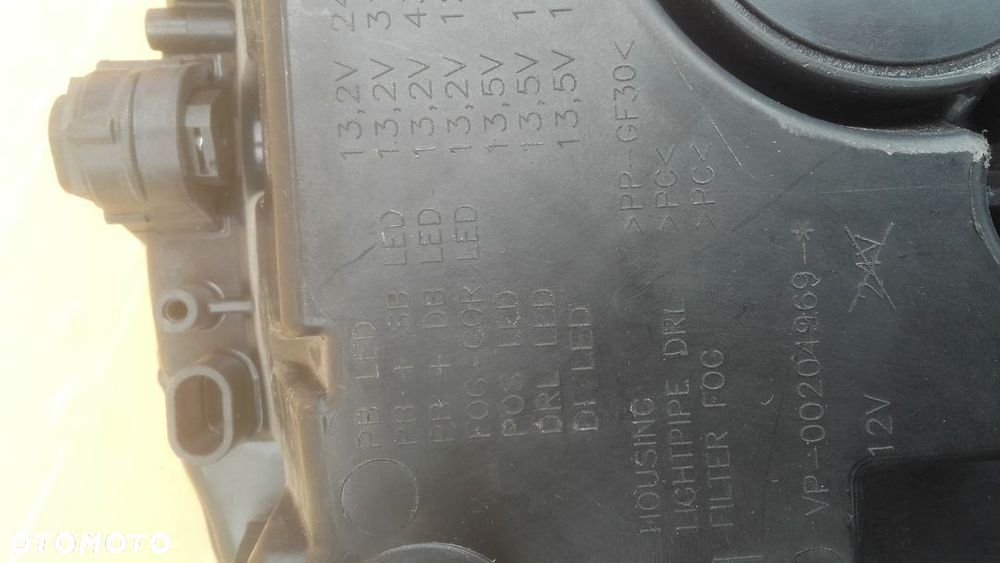 PB LED 13,2V
PB + SB LED 13,2V
PB + DB LED 13,2V
FOG-COR LED 13,2V
POS LED 13,5V
DRL LED 13,5V
DI LED 13,5V
HOUSING >PP-GF30<
LIGHTPIPE DRL >PC<
FILTER FOG >PC<
VP-00204969-*
12V 24V
OTOMOTO